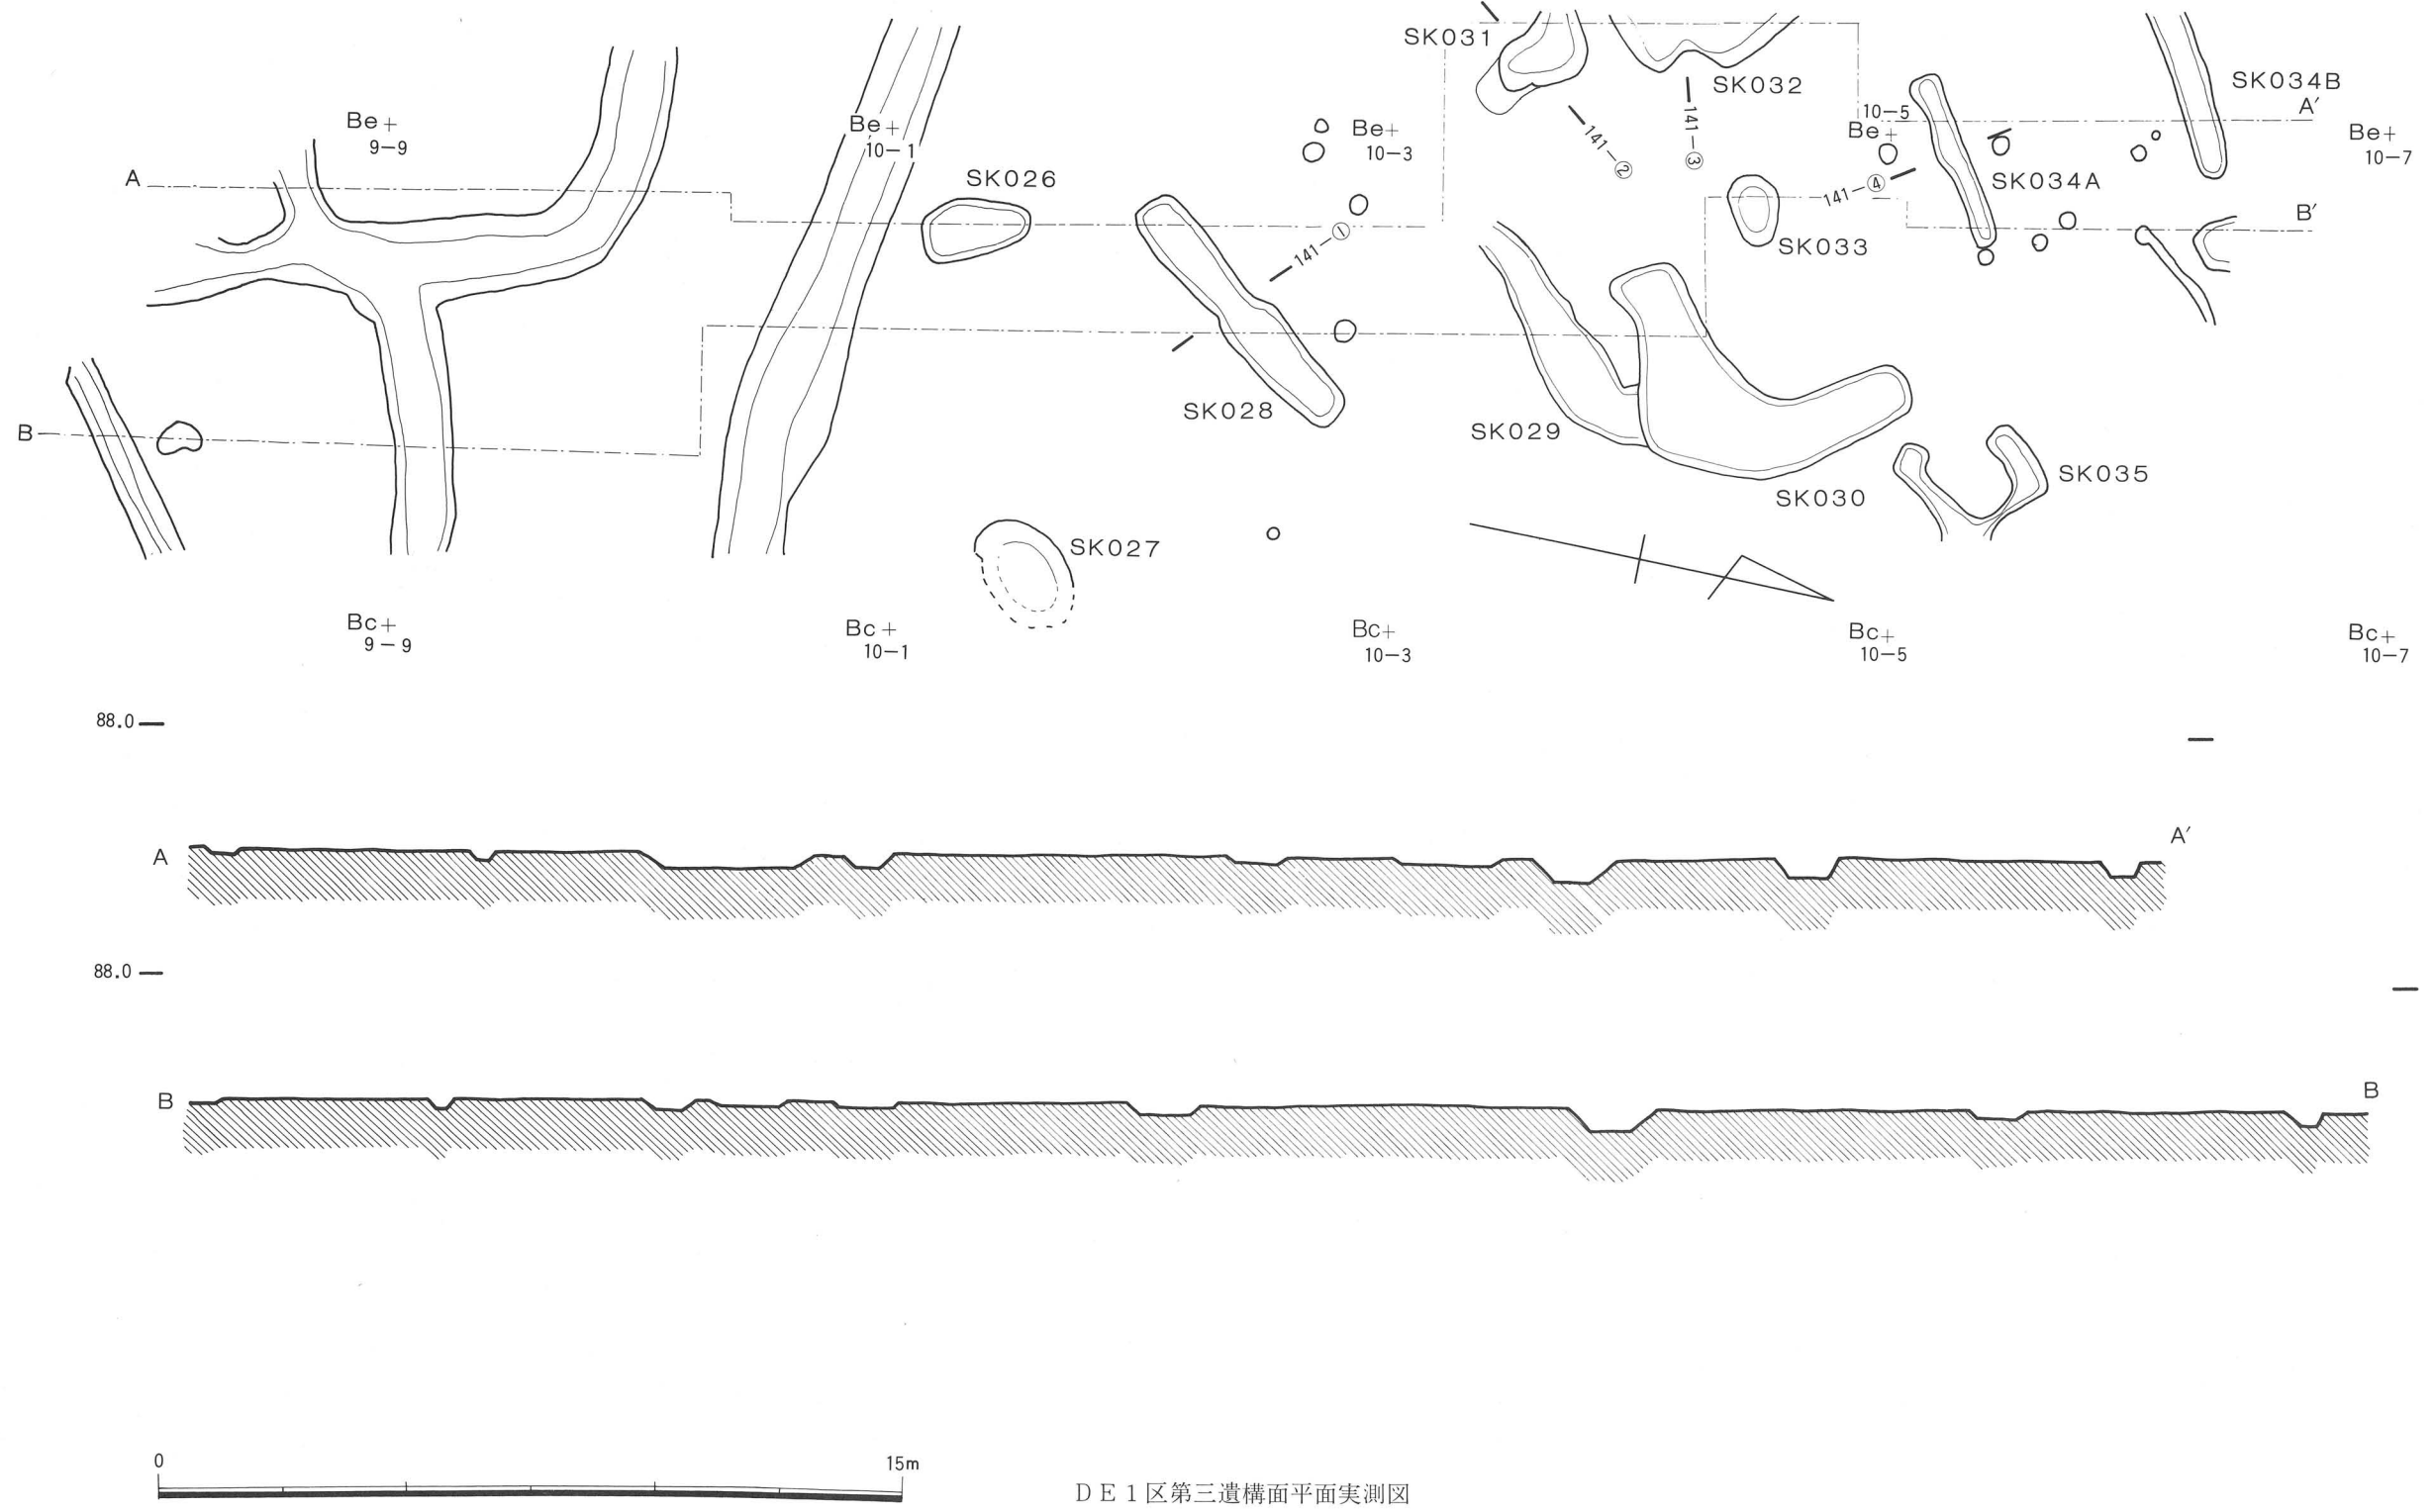 SK031
SK032
SK034B
A′
Be+
9−9
Be+
10−1
Be+
10−3
10−5
Be+
Be+
10−7
141−②
141−③
A
SK026
141−④
SK034A
B′
141−①
SK033
SK028
SK029
B
SK030
SK035
SK027
Bc+
9−9
Bc+
10−1
Bc+
10−3
Bc+
10−5
Bc+
10−7
88.0
A
A′
88.0
B
B
0
15m
DE1区第三遺構面平面実測図